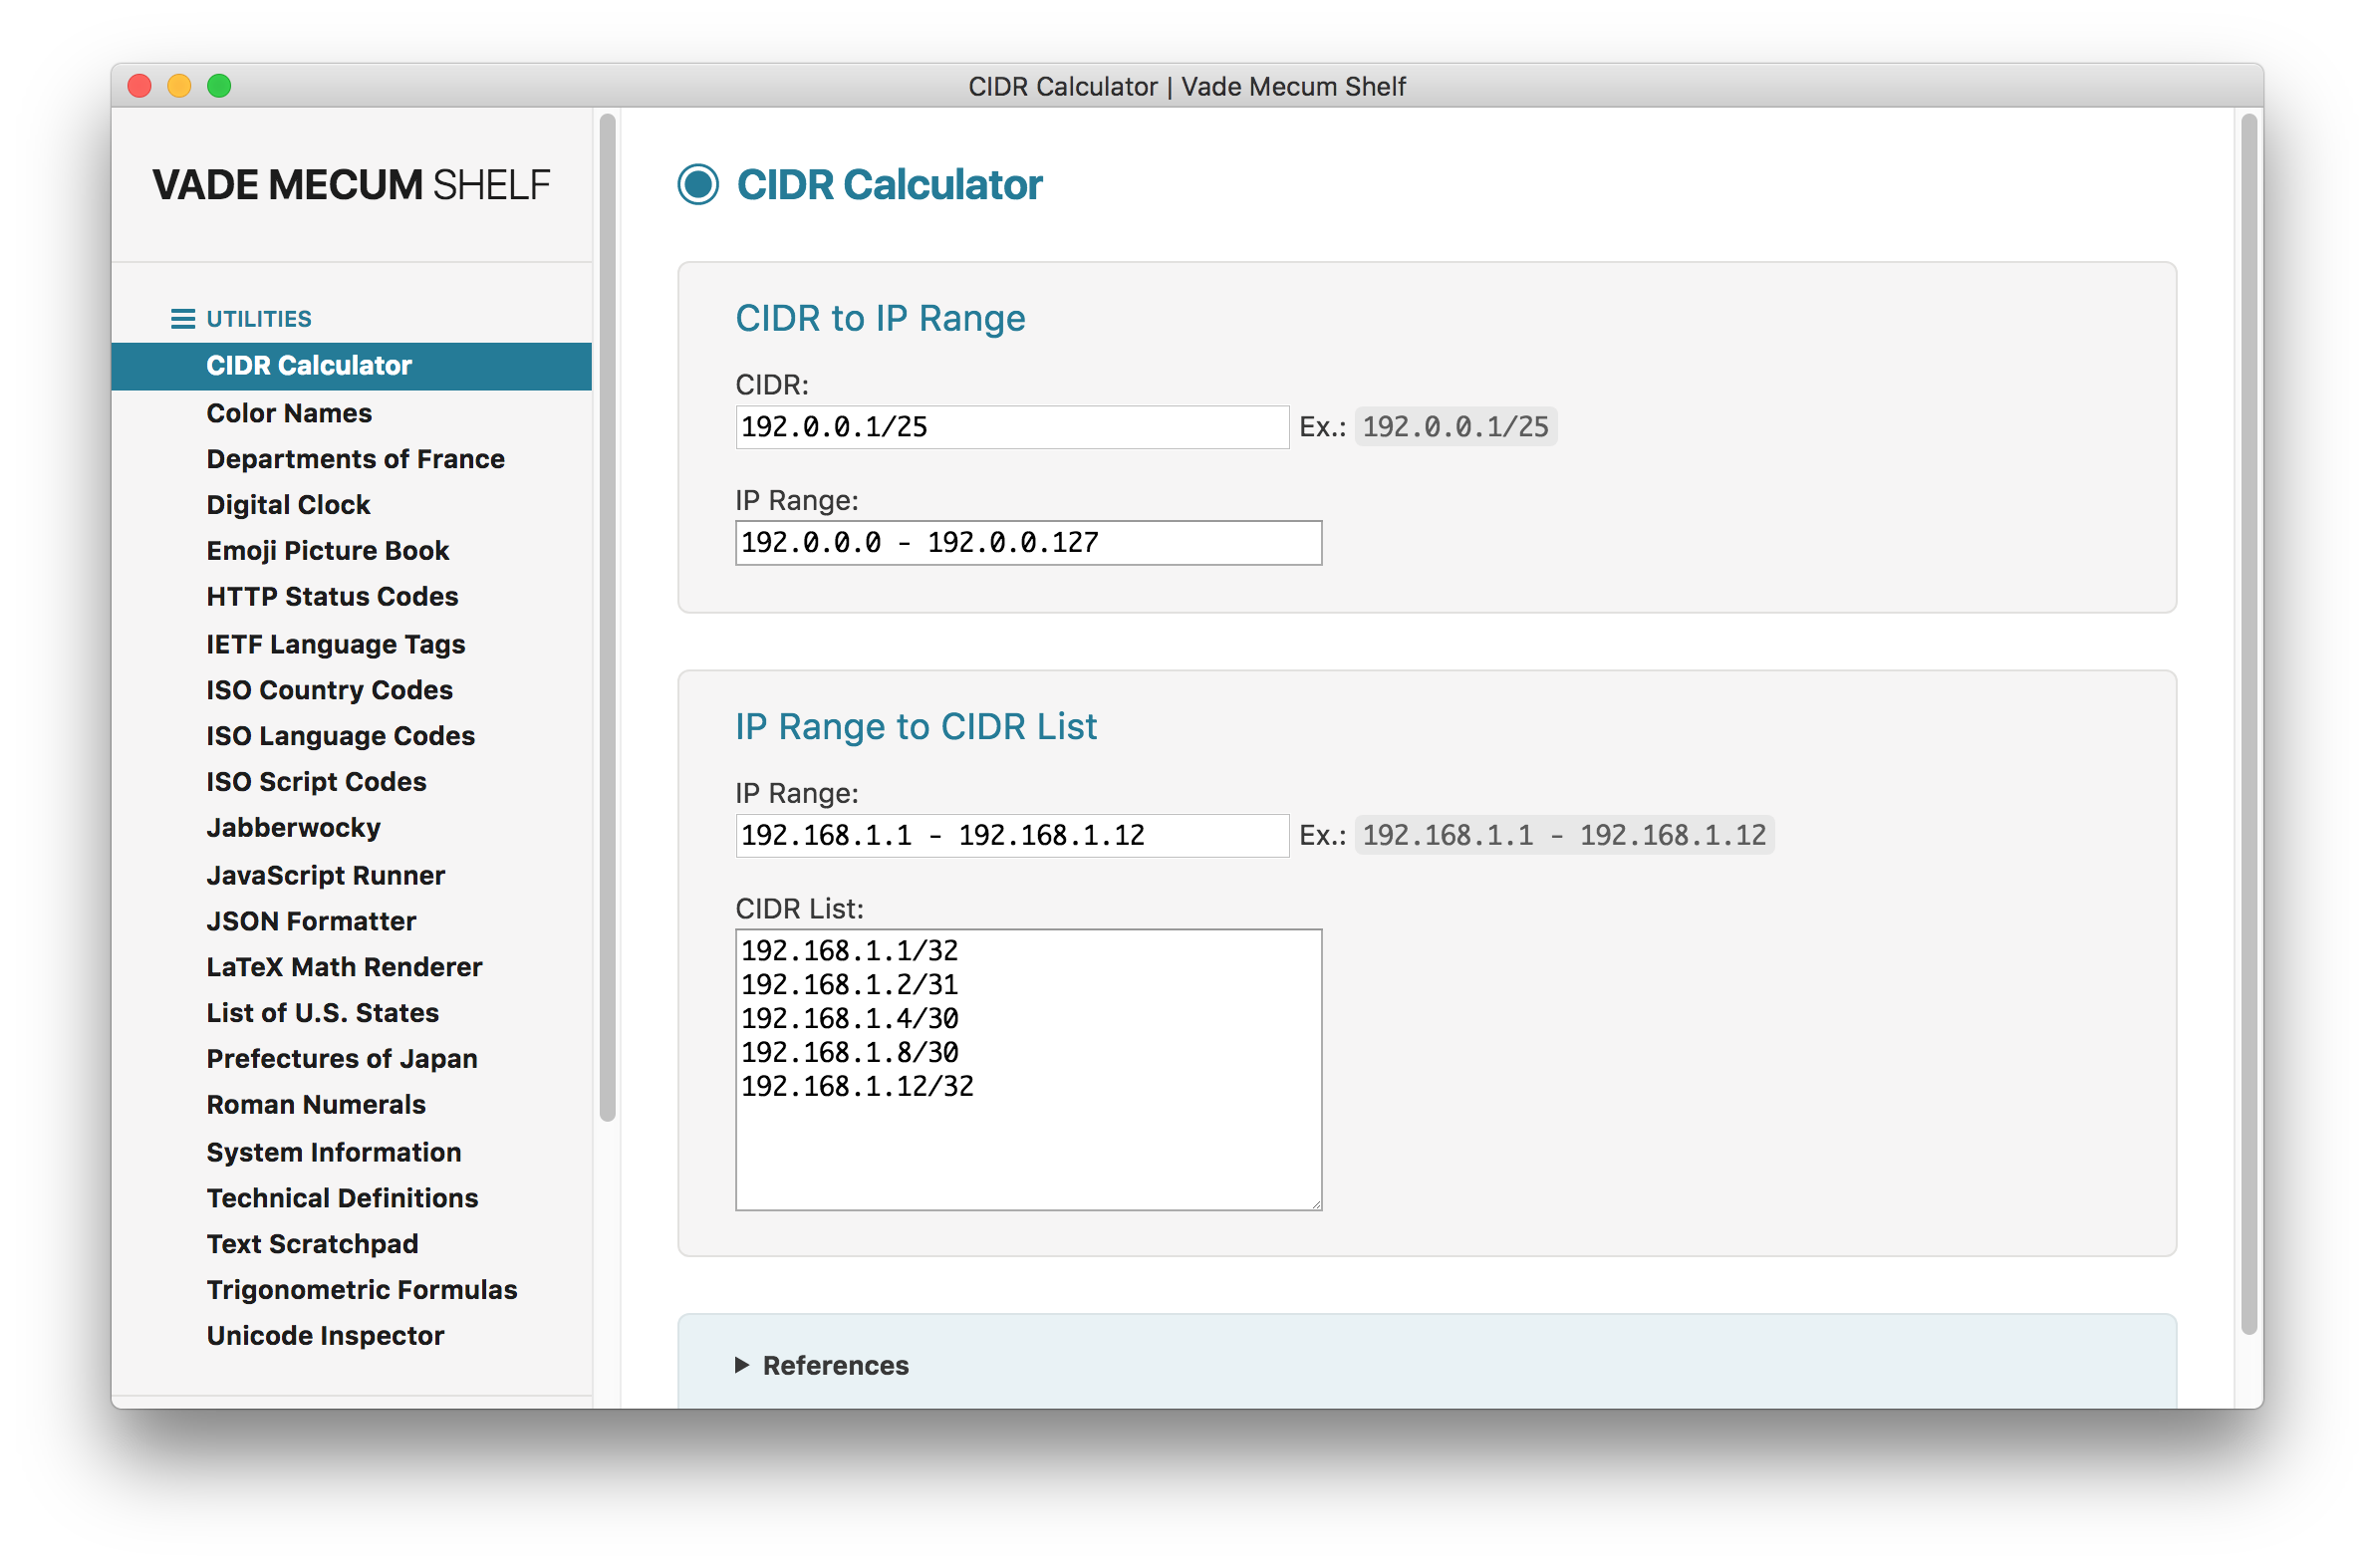 CIDR Calculator | Vade Mecum Shelf
VADE MECUM SHELF
UTILITIES
CIDR Calculator
Color Names
Departments of France
Digital Clock
Emoji Picture Book
HTTP Status Codes
IETF Language Tags
ISO Country Codes
ISO Language Codes
ISO Script Codes
Jabberwocky
JavaScript Runner
JSON Formatter
LaTeX Math Renderer
List of U.S. States
Prefectures of Japan
Roman Numerals
System Information
Technical Definitions
Text Scratchpad
Trigonometric Formulas
Unicode Inspector
CIDR Calculator
CIDR to IP Range
CIDR:
192.0.0.1/25 Ex.: 192.0.0.1/25
IP Range:
192.0.0.0 - 192.0.0.127
IP Range to CIDR List
IP Range:
192.168.1.1 - 192.168.1.12 Ex.: 192.168.1.1 - 192.168.1.12
CIDR List:
192.168.1.1/32
192.168.1.2/31
192.168.1.4/30
192.168.1.8/30
192.168.1.12/32
References